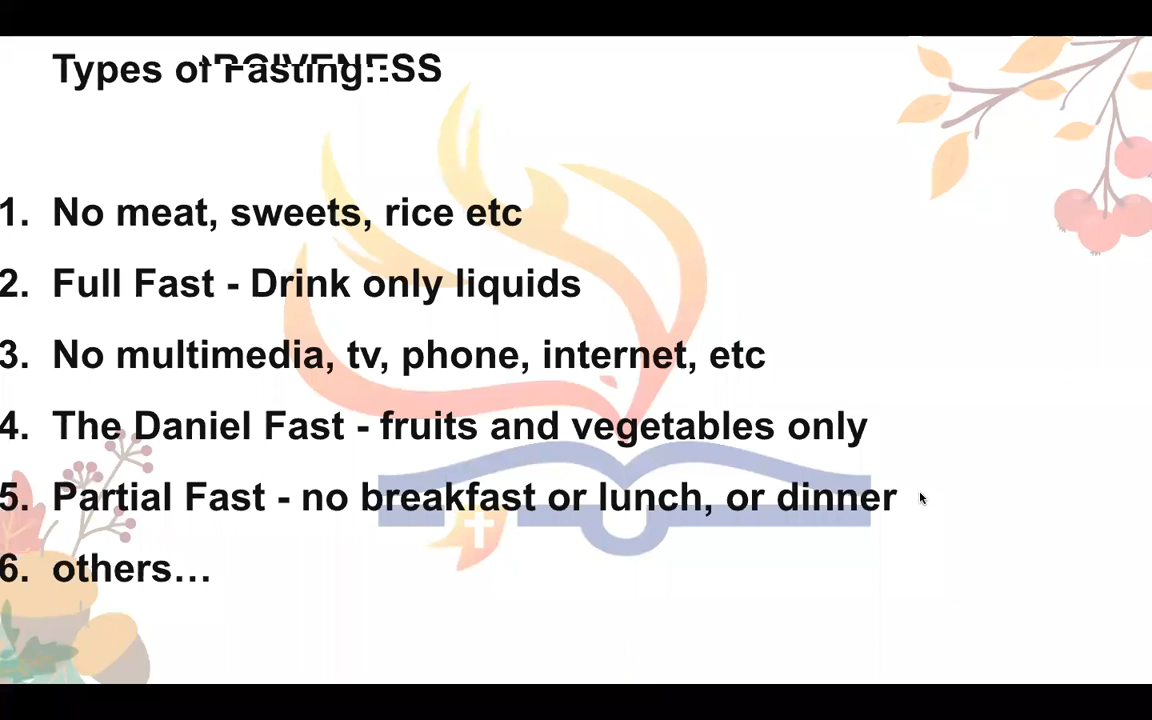 Types of Fasting:
1. No meat, sweets, rice etc
2. Full Fast - Drink only liquids
3. No multimedia, tv, phone, internet, etc
4. The Daniel Fast - fruits and vegetables only
5. Partial Fast - no breakfast or lunch, or dinner
6. others…